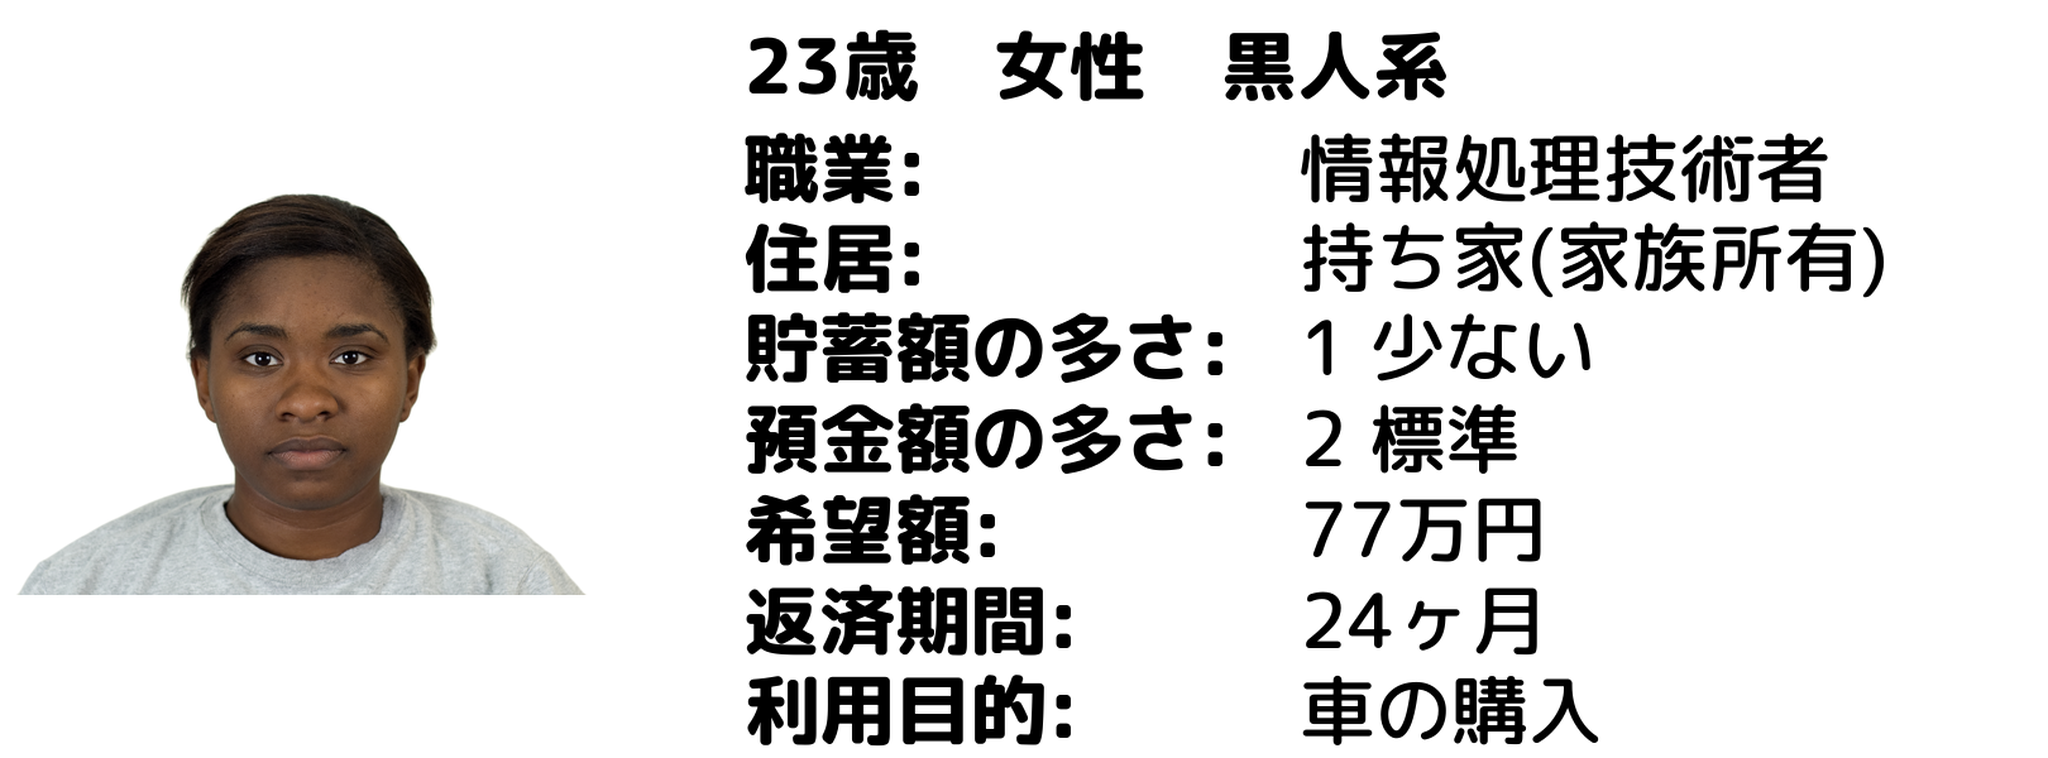 23歳　女性　黒人系
職業: 情報処理技術者
住居: 持ち家(家族所有)
貯蓄額の多さ: 1 少ない
預金額の多さ: 2 標準
希望額: 77万円
返済期間: 24ヶ月
利用目的: 車の購入